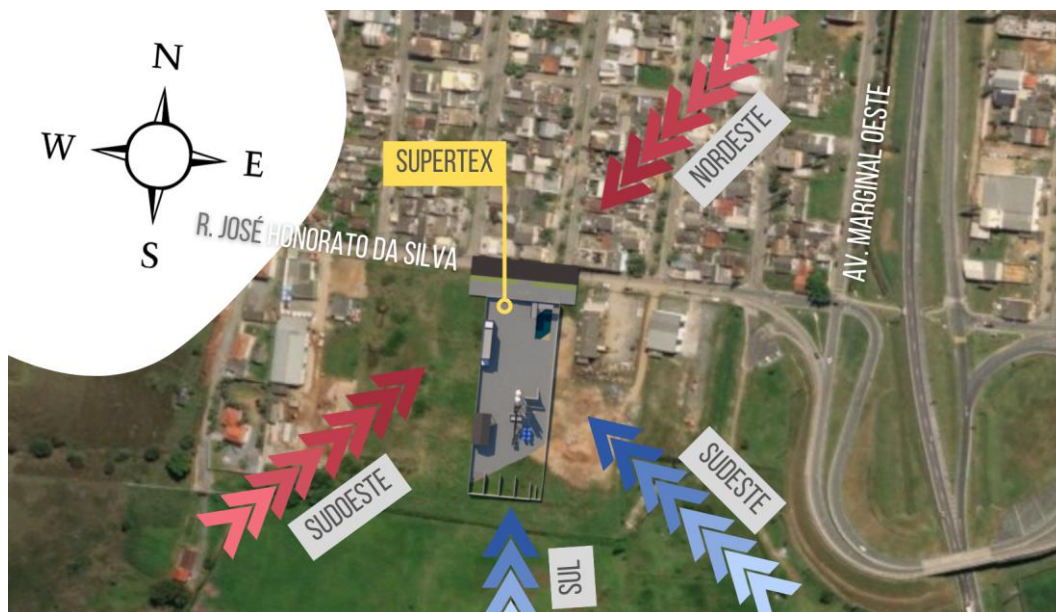 N
W
E
S
SUPERTEX
NORDESTE
AV. MARGINAL OESTE
R. JOSÉ HONORATO DA SILVA
SUDOESTE
SUDESTE
SUL